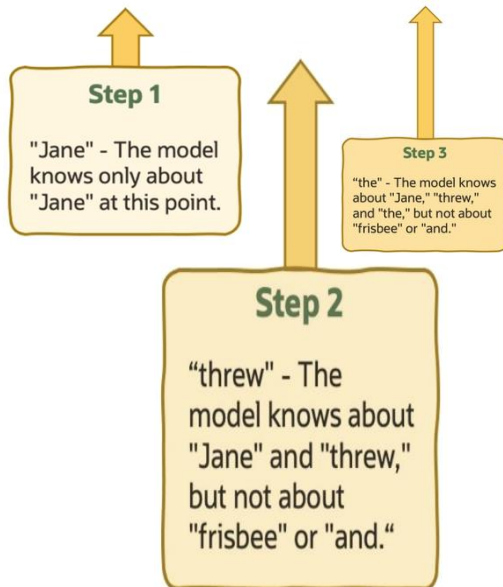 Step 1
"Jane" - The model
knows only about
"Jane" at this point.
Step 2
“threw" - The
model knows about
"Jane" and "threw,"
but not about
"frisbee" or "and.“
Step 3
“the" - The model knows
about "Jane," "threw,"
and "the," but not about
"frisbee" or "and."